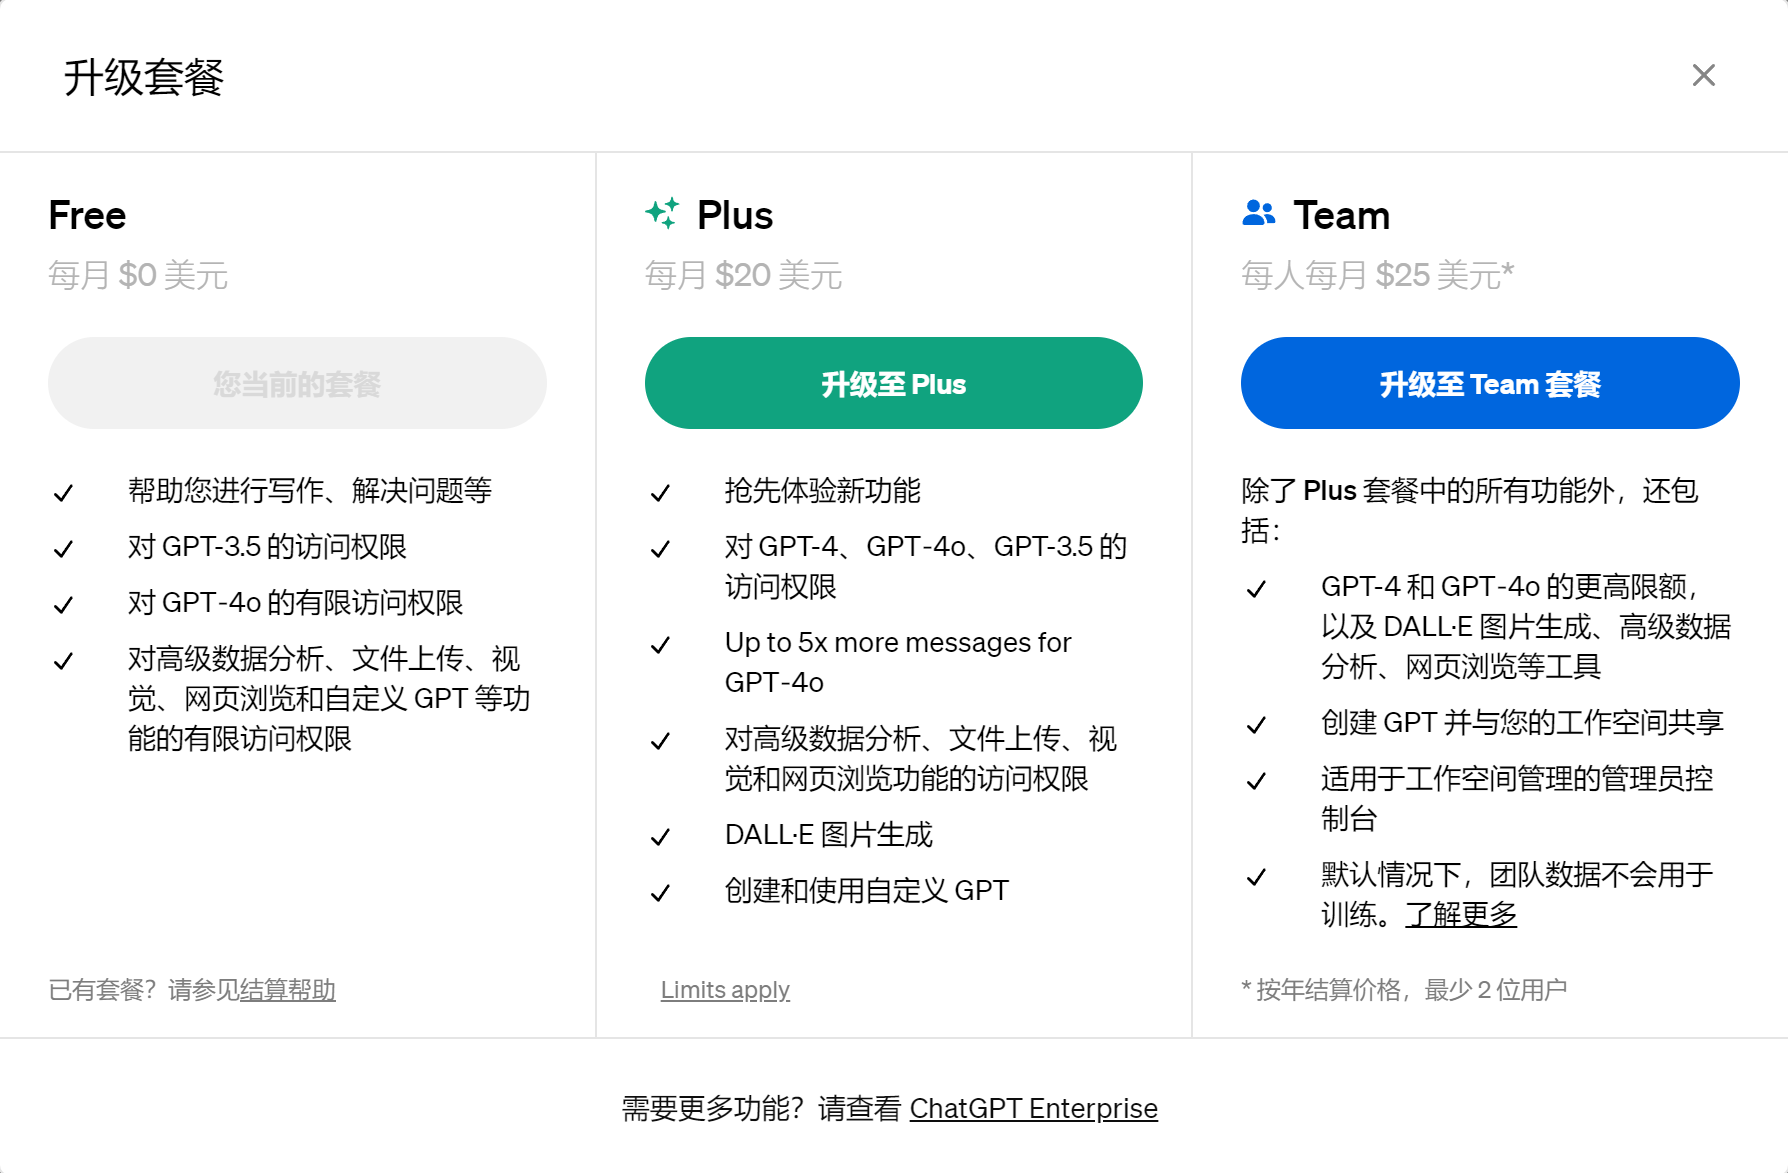 升级套餐
Free
每月 $0 美元
您当前的套餐
帮助您进行写作、解决问题等
对 GPT-3.5 的访问权限
对 GPT-4o 的有限访问权限
对高级数据分析、文件上传、视
觉、网页浏览和自定义 GPT 等功
能的有限访问权限
已有套餐？请参见结算帮助
Plus
每月 $20 美元
升级至 Plus
抢先体验新功能
对 GPT-4、GPT-4o、GPT-3.5 的
访问权限
Up to 5x more messages for
GPT-4o
对高级数据分析、文件上传、视
觉和网页浏览功能的访问权限
DALL·E 图片生成
创建和使用自定义 GPT
Limits apply
Team
每人每月 $25 美元*
升级至 Team 套餐
除了 Plus 套餐中的所有功能外，还包
括：
GPT-4 和 GPT-4o 的更高限额，
以及 DALL·E 图片生成、高级数据
分析、网页浏览等工具
创建 GPT 并与您的工作空间共享
适用于工作空间管理的管理员控
制台
默认情况下，团队数据不会用于
训练。了解更多
* 按年结算价格，最少 2 位用户
需要更多功能？请查看 ChatGPT Enterprise